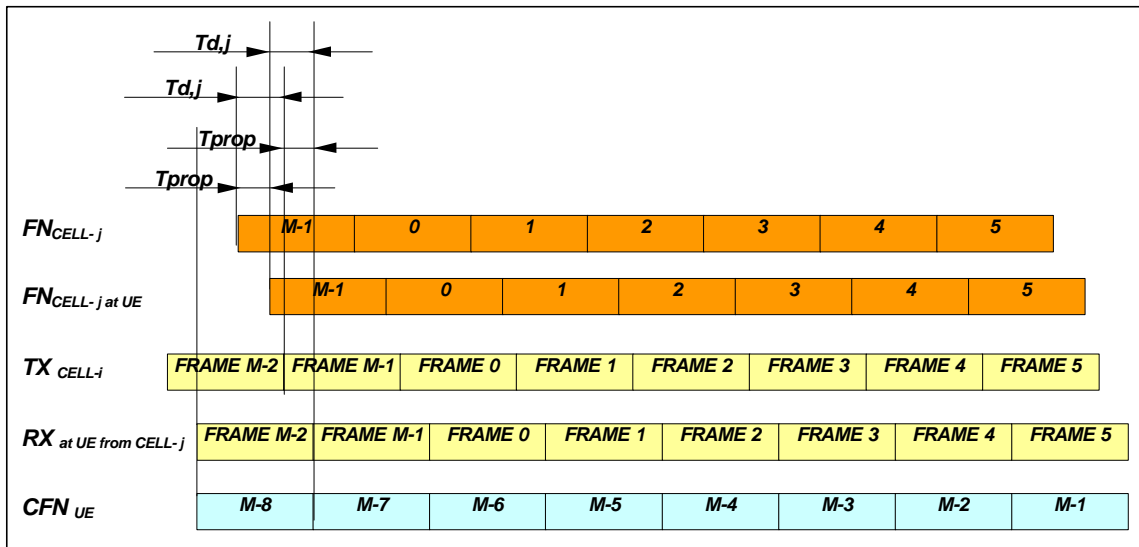 Td,j
Td,j
Tprop
Tprop
FNCELL- j M-1 0 1 2 3 4 5
FNCELL- j at UE M-1 0 1 2 3 4 5
TX CELL-i FRAME M-2 FRAME M-1 FRAME 0 FRAME 1 FRAME 2 FRAME 3 FRAME 4 FRAME 5
RX at UE from CELL- j FRAME M-2 FRAME M-1 FRAME 0 FRAME 1 FRAME 2 FRAME 3 FRAME 4 FRAME 5
CFN UE M-8 M-7 M-6 M-5 M-4 M-3 M-2 M-1